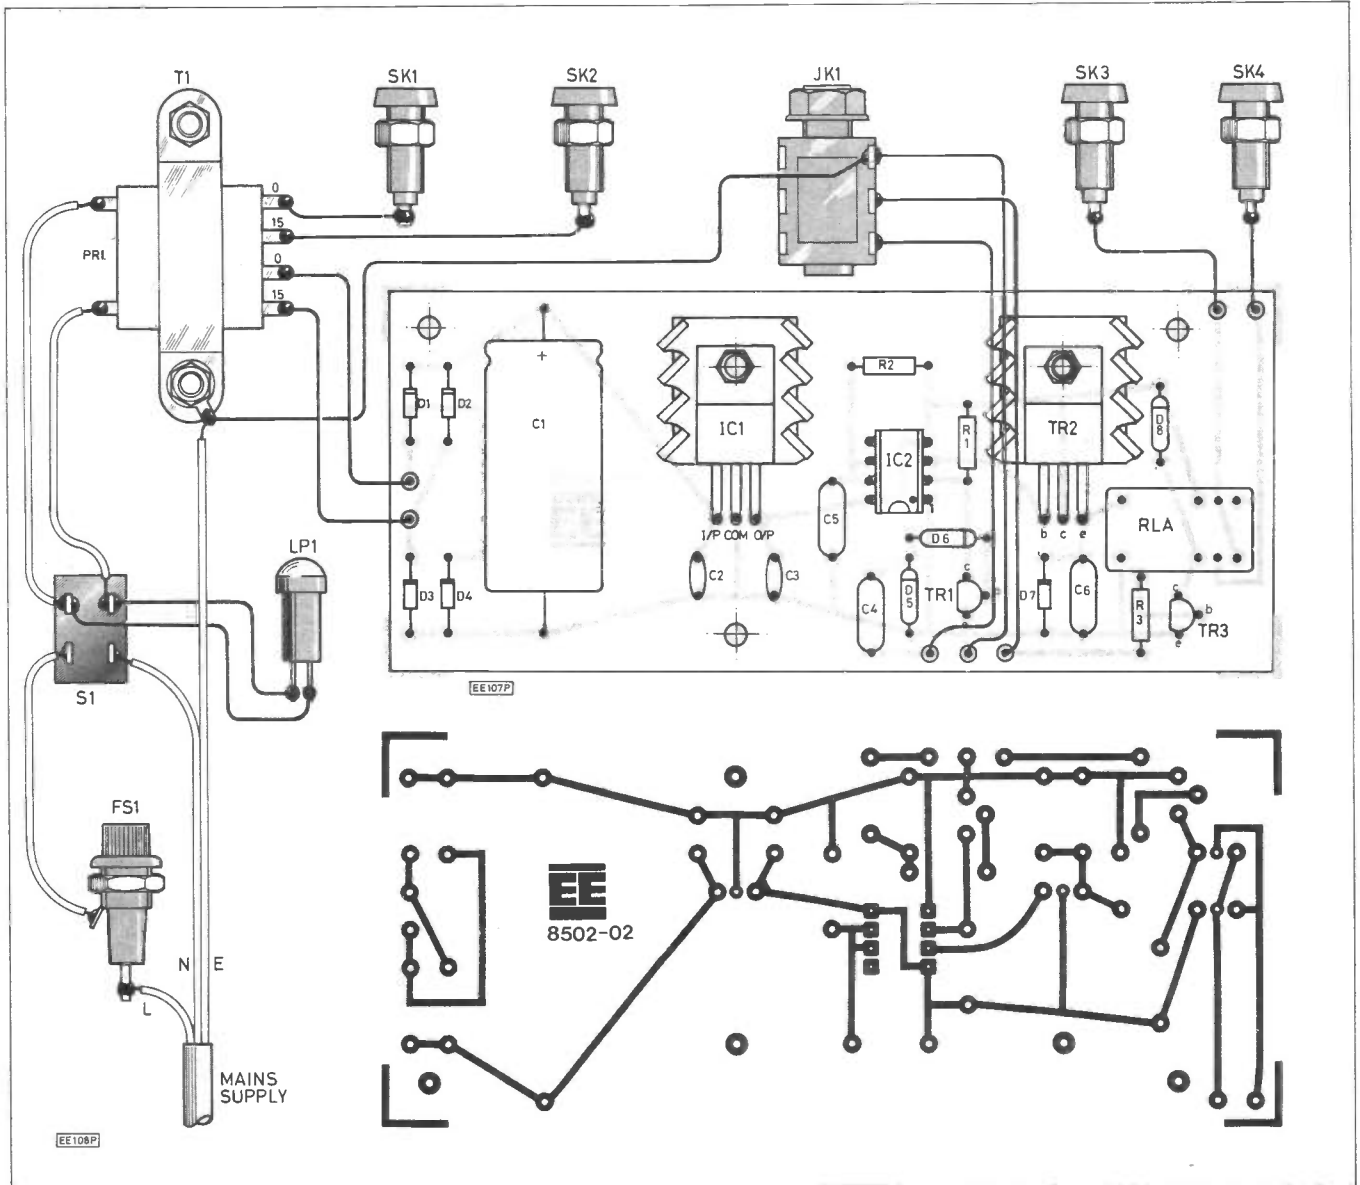 T1
SK1
SK2
JK1
SK3
SK4
0
15
0
15
PRI.
+
D1
D2
C1
IC1
R2
R1
IC2
TR2
D8
I/P COM O/P
C5
b c e
RLA
D6
LP1
D3
D4
C2
C3
C4
D5
TR1
c
D7
C6
R3
c
b
e
TR3
S1
EE107P
FS1
EE
8502-02
N
E
L
MAINS
SUPPLY
EE108P